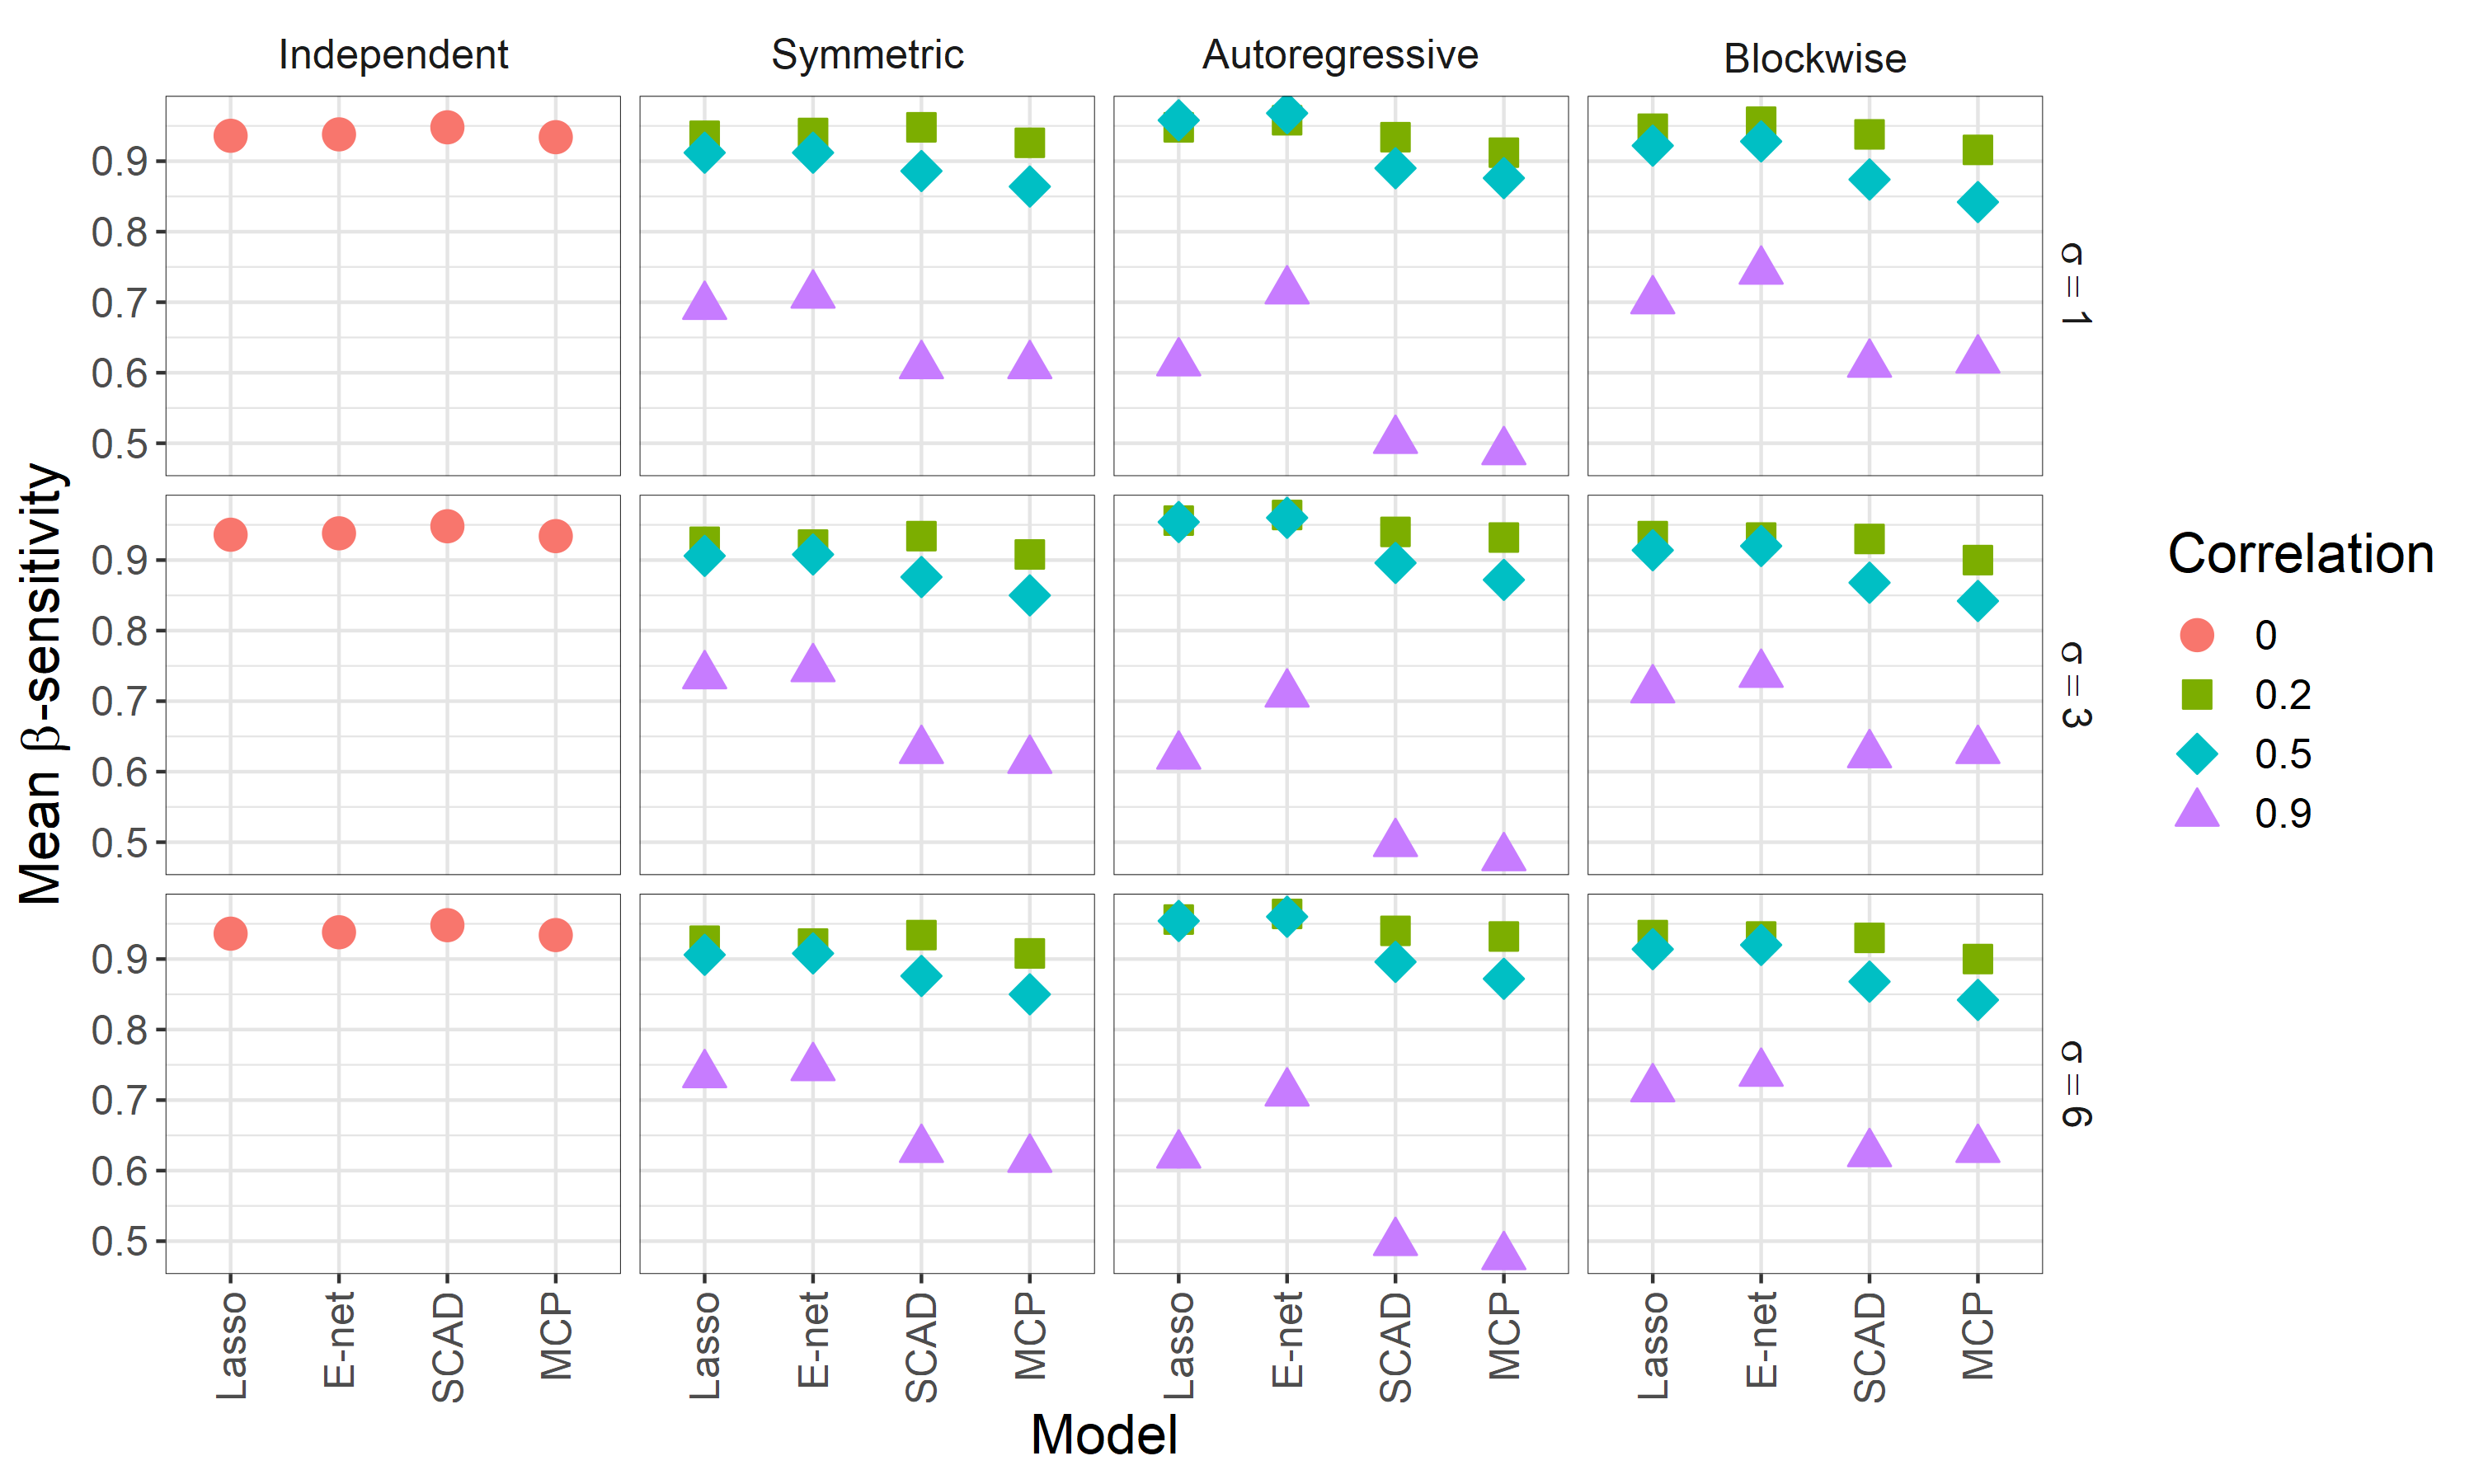 Independent
Symmetric
Autoregressive
Blockwise
0.9
0.8
0.7
0.6
0.5
σ = 1
0.9
0.8
0.7
0.6
0.5
σ = 3
0.9
0.8
0.7
0.6
0.5
σ = 6
Mean β-sensitivity
Lasso
E-net
SCAD
MCP
Lasso
E-net
SCAD
MCP
Lasso
E-net
SCAD
MCP
Lasso
E-net
SCAD
MCP
Model
Correlation
0
0.2
0.5
0.9